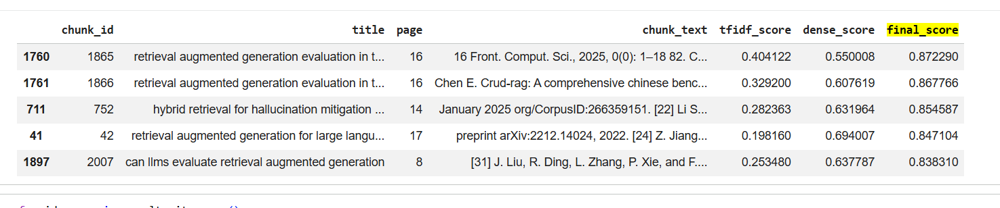 chunk_id title page chunk_text tfidf_score dense_score final_score
1760 1865 retrieval augmented generation evaluation in t... 16 16 Front. Comput. Sci., 2025, 0(0): 1–18 82. C... 0.404122 0.550008 0.872290
1761 1866 retrieval augmented generation evaluation in t... 16 Chen E. Crud-rag: A comprehensive chinese benc... 0.329200 0.607619 0.867766
711 752 hybrid retrieval for hallucination mitigation ... 14 January 2025 org/CorpusID:266359151. [22] Li S... 0.282363 0.631964 0.854587
41 42 retrieval augmented generation for large langu... 17 preprint arXiv:2212.14024, 2022. [24] Z. Jiang... 0.198160 0.694007 0.847104
1897 2007 can llms evaluate retrieval augmented generation 8 [31] J. Liu, R. Ding, L. Zhang, P. Xie, and F.... 0.253480 0.637787 0.838310